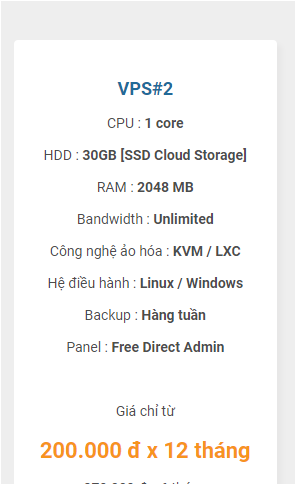 VPS#2
CPU : 1 core
HDD : 30GB [SSD Cloud Storage]
RAM : 2048 MB
Bandwidth : Unlimited
Công nghệ ảo hóa : KVM / LXC
Hệ điều hành : Linux / Windows
Backup : Hàng tuần
Panel : Free Direct Admin
Giá chỉ từ
200.000 đ x 12 tháng